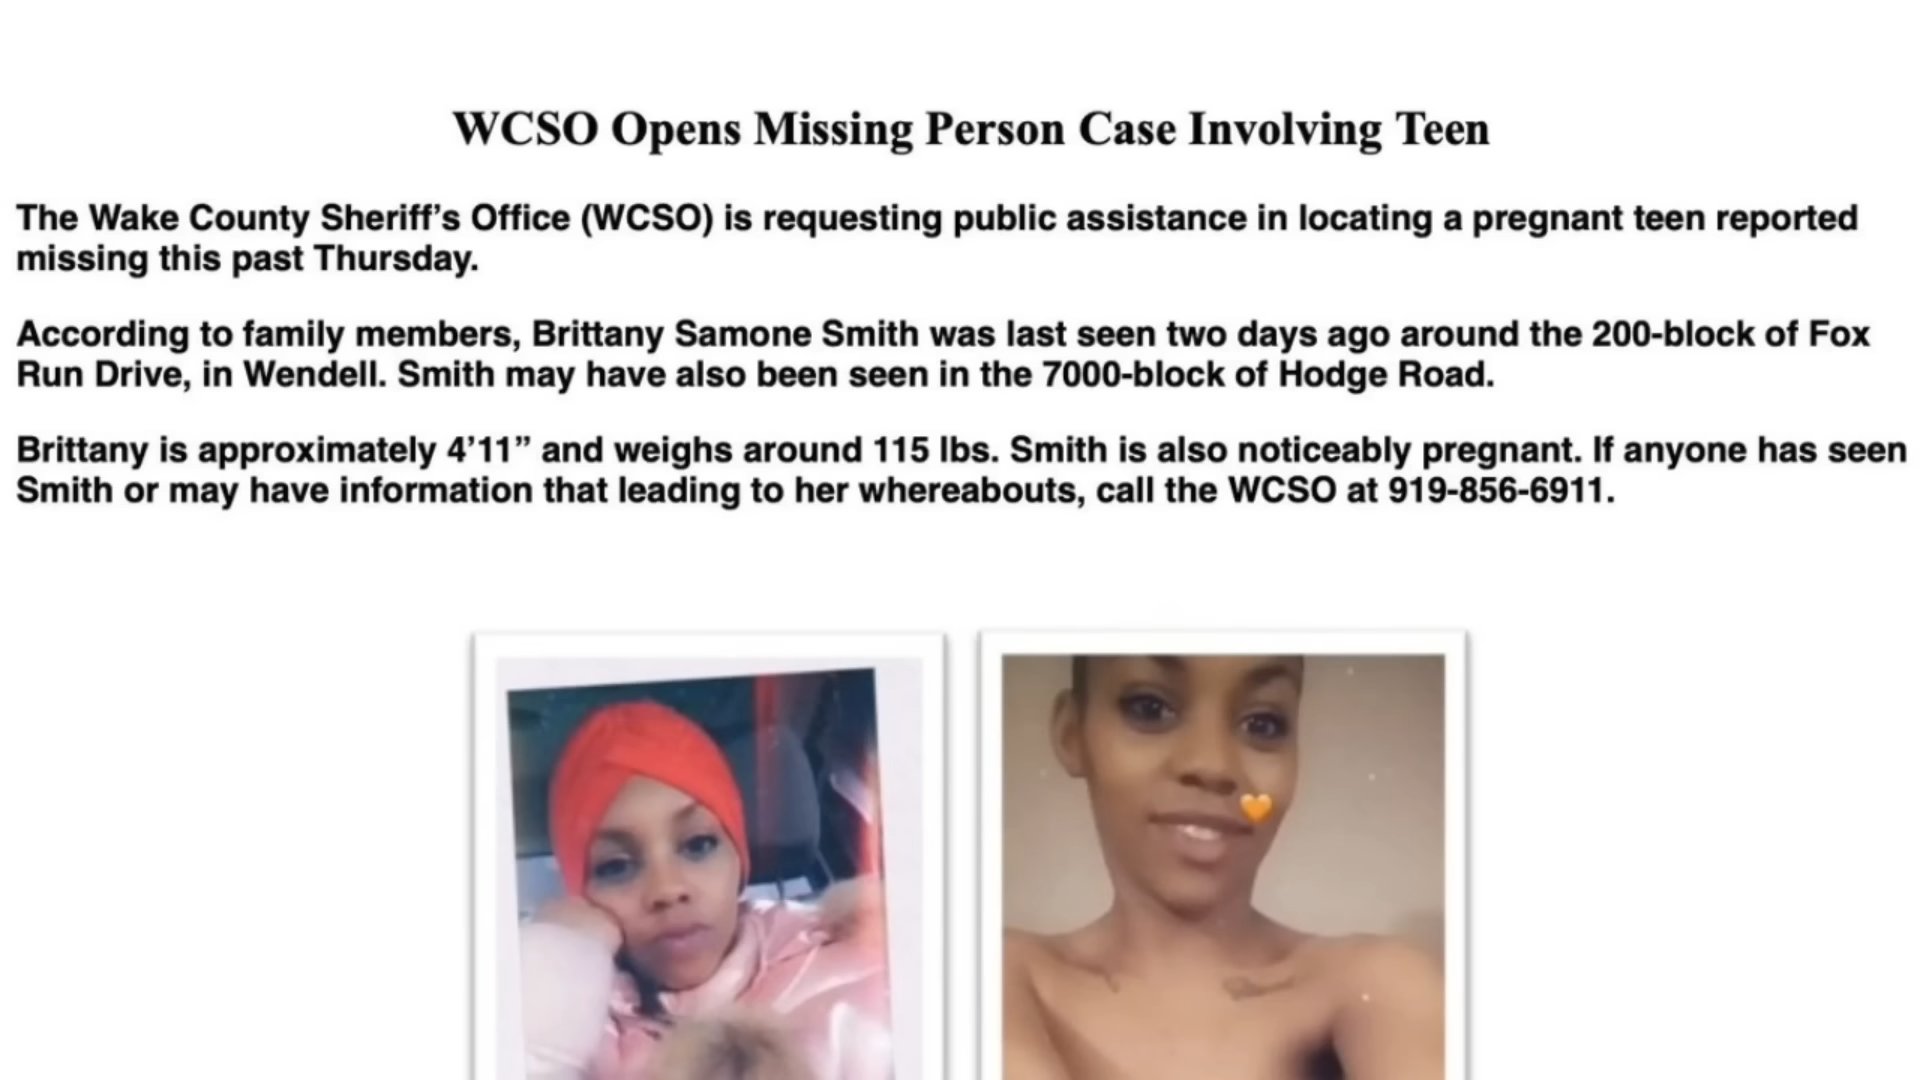 WCSO Opens Missing Person Case Involving Teen
The Wake County Sheriff’s Office (WCSO) is requesting public assistance in locating a pregnant teen reported
missing this past Thursday.
According to family members, Brittany Samone Smith was last seen two days ago around the 200-block of Fox
Run Drive, in Wendell. Smith may have also been seen in the 7000-block of Hodge Road.
Brittany is approximately 4’11” and weighs around 115 lbs. Smith is also noticeably pregnant. If anyone has seen
Smith or may have information that leading to her whereabouts, call the WCSO at 919-856-6911.